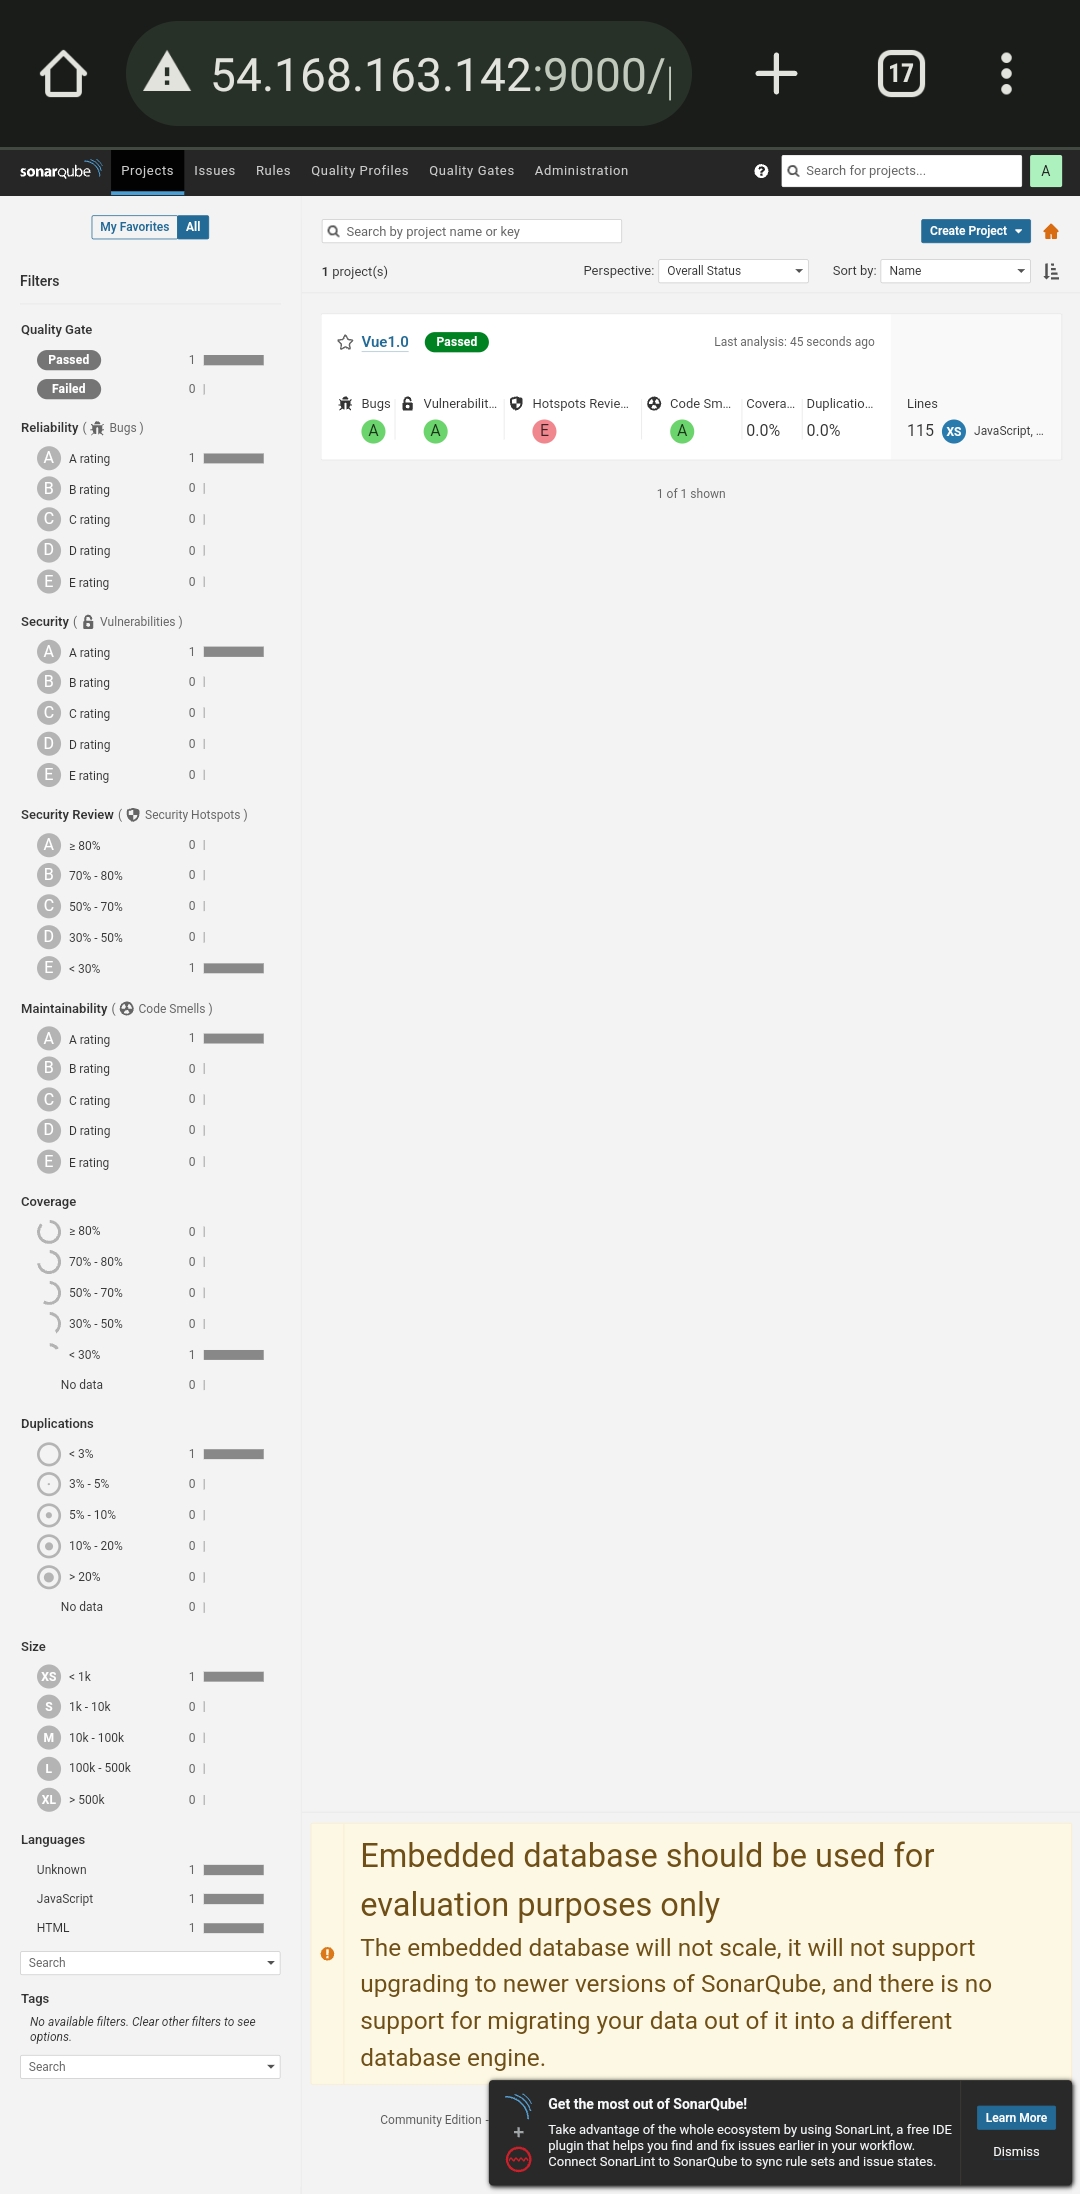 54.168.163.142:9000/
17
sonarqube
Projects
Issues
Rules
Quality Profiles
Quality Gates
Administration
?
Search for projects...
A
My Favorites
All
Filters
Quality Gate
Passed 1
Failed 0
Reliability ( Bugs )
A A rating 1
B B rating 0
C C rating 0
D D rating 0
E E rating 0
Security ( Vulnerabilities )
A A rating 1
B B rating 0
C C rating 0
D D rating 0
E E rating 0
Security Review ( Security Hotspots )
A ≥ 80% 0
B 70% - 80% 0
C 50% - 70% 0
D 30% - 50% 0
E < 30% 1
Maintainability ( Code Smells )
A A rating 1
B B rating 0
C C rating 0
D D rating 0
E E rating 0
Coverage
≥ 80% 0
70% - 80% 0
50% - 70% 0
30% - 50% 0
< 30% 1
No data 0
Duplications
< 3% 1
3% - 5% 0
5% - 10% 0
10% - 20% 0
> 20% 0
No data 0
Size
XS < 1k 1
S 1k - 10k 0
M 10k - 100k 0
L 100k - 500k 0
XL > 500k 0
Languages
Unknown 1
JavaScript 1
HTML 1
Search
Tags
No available filters. Clear other filters to see
options.
Search
Search by project name or key
Create Project
1 project(s)
Perspective: Overall Status
Sort by: Name
Vue1.0 Passed
Last analysis: 45 seconds ago
Bugs Vulnerabilit... Hotspots Revie... Code Sm... Covera... Duplicatio... Lines
A A E A 0.0% 0.0% 115 XS JavaScript, ...
1 of 1 shown
Embedded database should be used for
evaluation purposes only
The embedded database will not scale, it will not support
upgrading to newer versions of SonarQube, and there is no
support for migrating your data out of it into a different
database engine.
Community Edition -
Get the most out of SonarQube!
Take advantage of the whole ecosystem by using SonarLint, a free IDE
plugin that helps you find and fix issues earlier in your workflow.
Connect SonarLint to SonarQube to sync rule sets and issue states.
Learn More
Dismiss